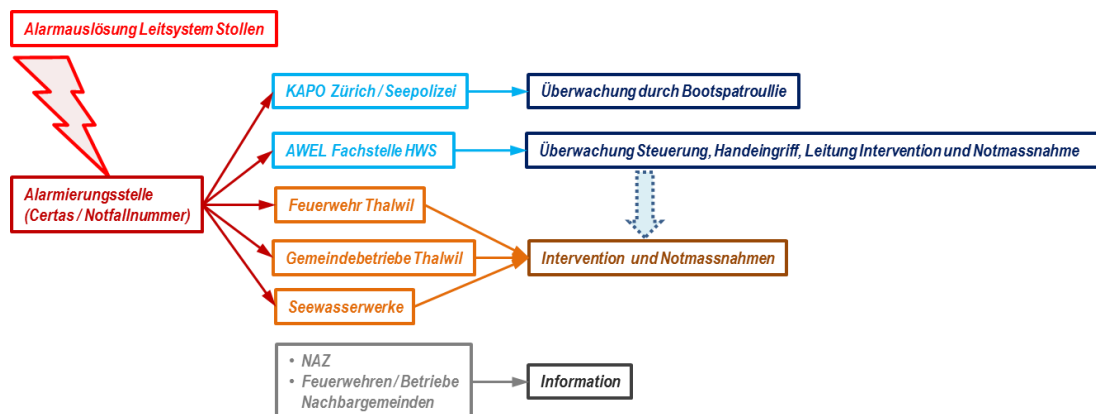 Alarmauslösung Leitsystem Stollen
KAPO Zürich / Seepolizei
Überwachung durch Bootspatroullie
AWEL Fachstelle HWS
Überwachung Steuerung, Handeingriff, Leitung Intervention und Notmassnahme
Alarmierungsstelle
(Certas / Notfallnummer)
Feuerwehr Thalwil
Gemeindebetriebe Thalwil
Intervention und Notmassnahmen
Seewasserwerke
• NAZ
• Feuerwehren / Betriebe
Nachbargemeinden
Information